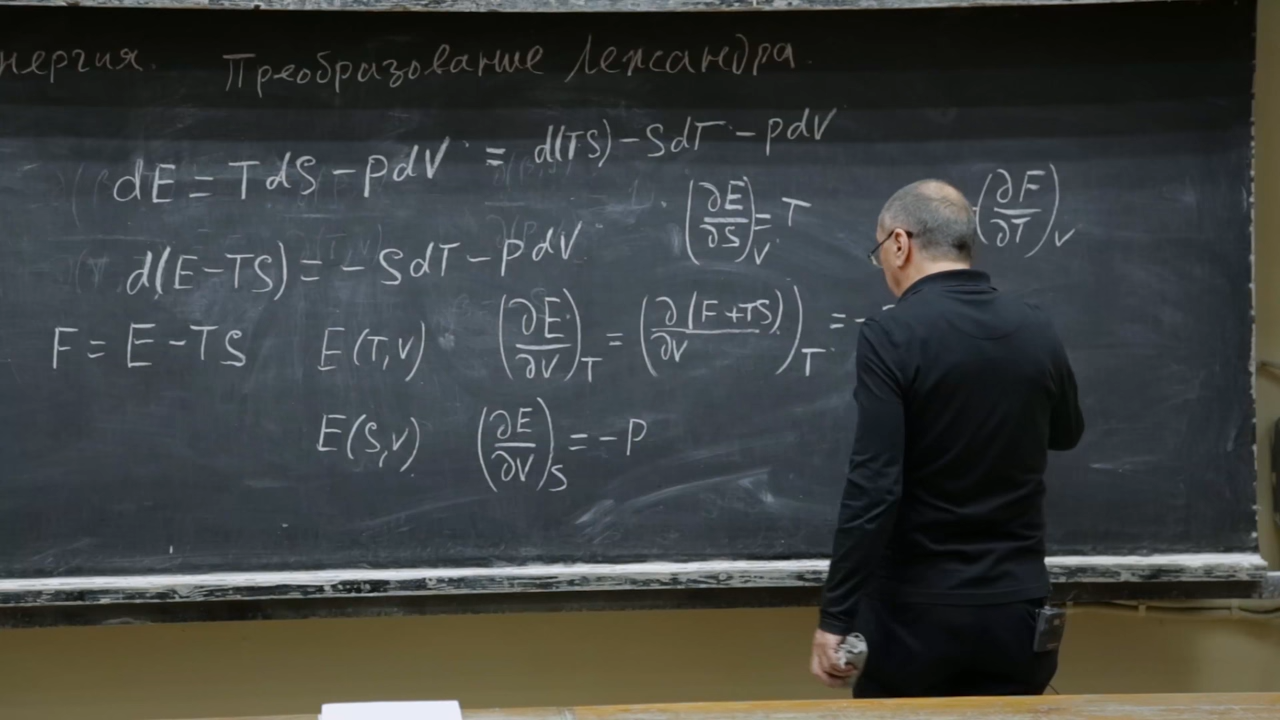 нергия. Преобразование Лежандра.
dE = TdS - pdV = d(TS) - SdT - pdV
(∂E/∂S)_V = T (∂F/∂T)_V
d(E-TS) = - SdT - pdV
F = E - TS E(T,V) (∂E/∂V)_T = (∂(F+TS)/∂V)_T = -
E(S,V) (∂E/∂V)_S = - P